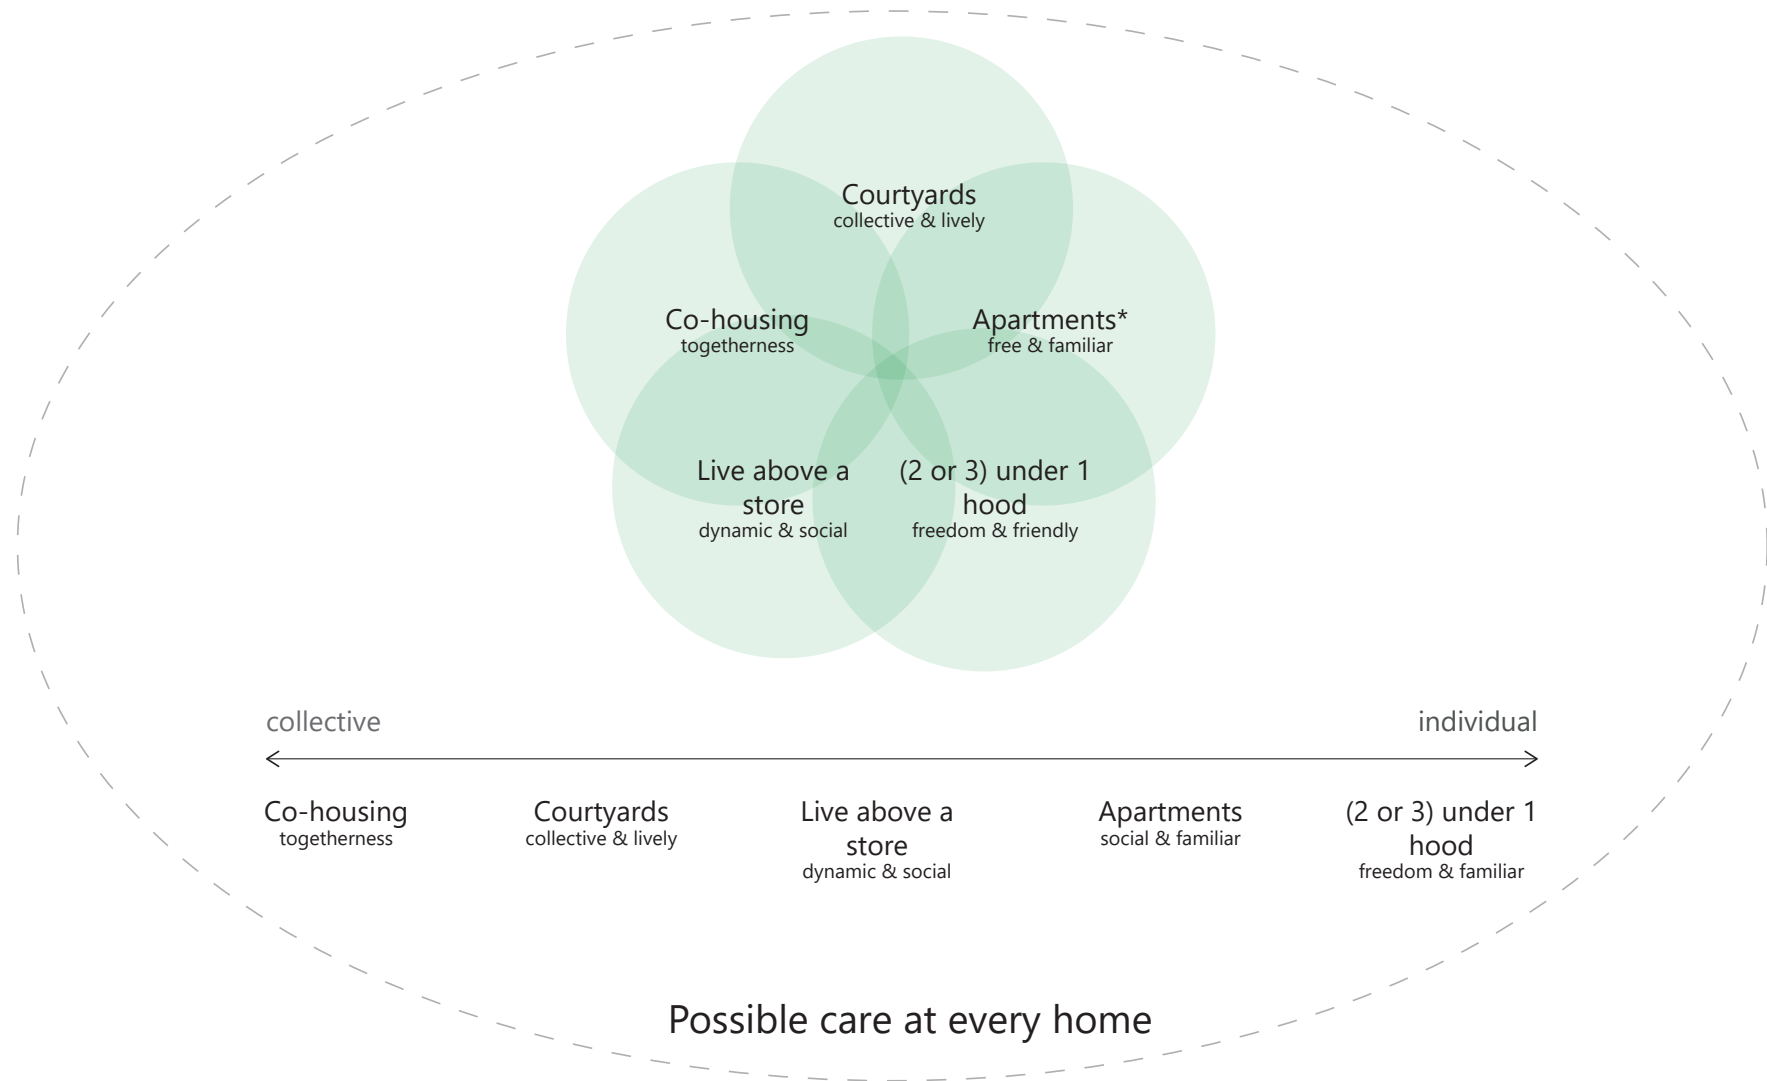 Courtyards
collective & lively
Co-housing
togetherness
Apartments*
free & familiar
Live above a
store
dynamic & social
(2 or 3) under 1
hood
freedom & friendly
collective
individual
Co-housing
togetherness
Courtyards
collective & lively
Live above a
store
dynamic & social
Apartments
social & familiar
(2 or 3) under 1
hood
freedom & familiar
Possible care at every home